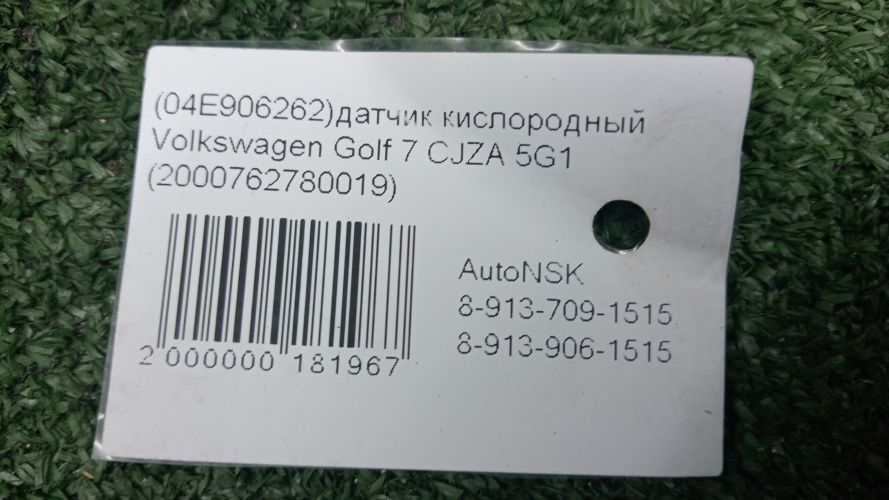 (04E906262)датчик кислородный
Volkswagen Golf 7 CJZA 5G1
(2000762780019)
AutoNSK
8-913-709-1515
8-913-906-1515
2 000000 181967